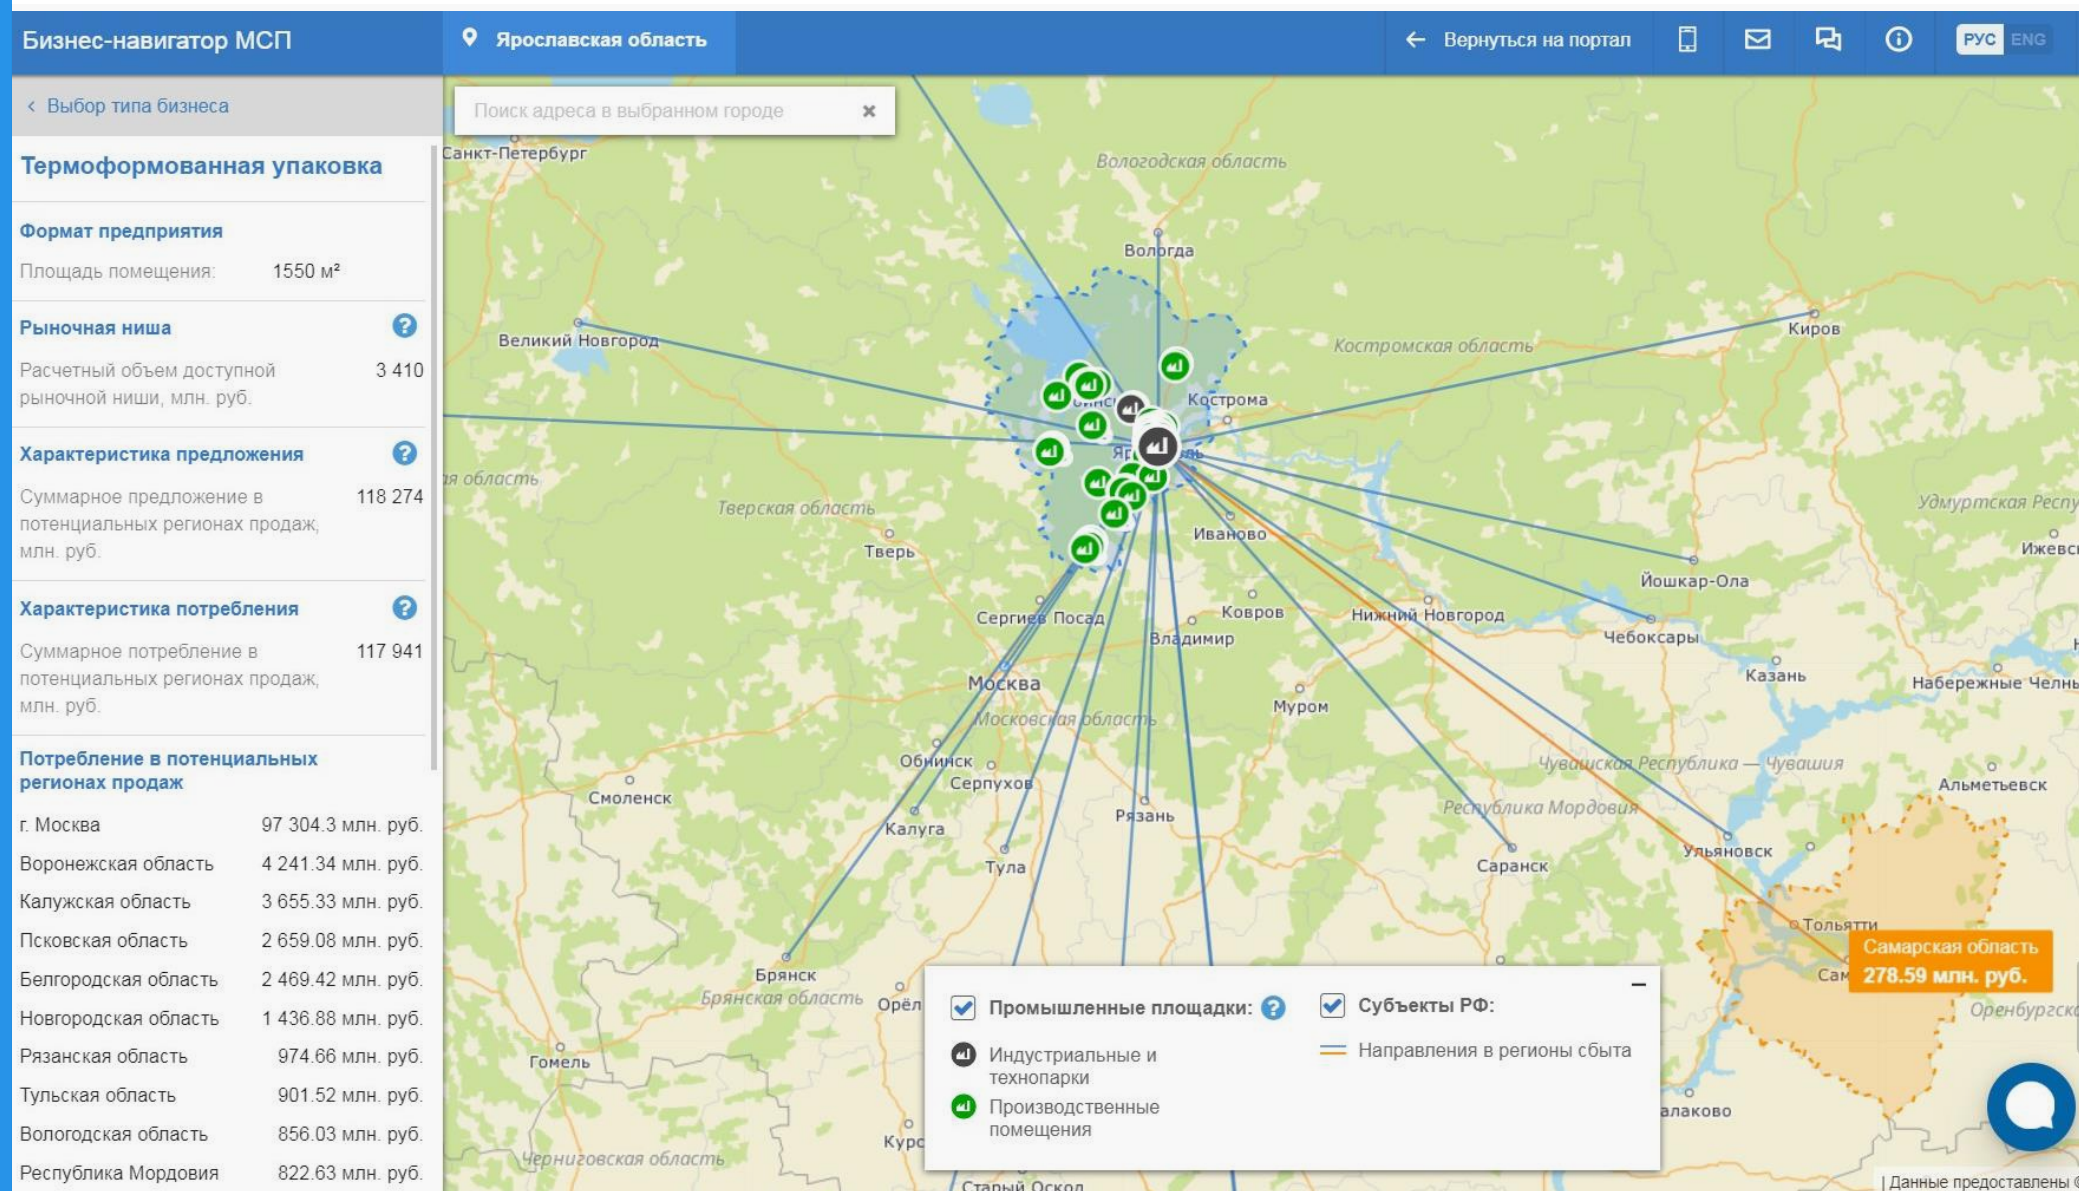 Бизнес-навигатор МСП
Ярославская область
Вернуться на портал
РУС ENG
Выбор типа бизнеса
Термоформованная упаковка
Формат предприятия
Площадь помещения: 1550 м²
Рыночная ниша
Расчетный объем доступной 3 410
рыночной ниши, млн. руб.
Характеристика предложения
Суммарное предложение в 118 274
потенциальных регионах продаж,
млн. руб.
Характеристика потребления
Суммарное потребление в 117 941
потенциальных регионах продаж,
млн. руб.
Потребление в потенциальных
регионах продаж
г. Москва 97 304.3 млн. руб.
Воронежская область 4 241.34 млн. руб.
Калужская область 3 655.33 млн. руб.
Псковская область 2 659.08 млн. руб.
Белгородская область 2 469.42 млн. руб.
Новгородская область 1 436.88 млн. руб.
Рязанская область 974.66 млн. руб.
Тульская область 901.52 млн. руб.
Вологодская область 856.03 млн. руб.
Республика Мордовия 822.63 млн. руб.
Поиск адреса в выбранном городе
Санкт-Петербург
Вологодская область
Вологда
Великий Новгород
Киров
Костромская область
Кострома
я область
Тверская область
Удмуртская Респу
Иваново
Тверь
Ижевс
Йошкар-Ола
Сергиев Посад
Ковров
Нижний Новгород
Владимир
Чебоксары
Казань
Москва
Набережные Челн
Муром
Московская область
Обнинск
Чувашская Республика — Чувашия
Серпухов
Альметьевск
Смоленск
Республика Мордовия
Рязань
Калуга
Ульяновск
Тула
Саранск
Тольятти
Самарская область
278.59 млн. руб.
Сам
Брянск
Брянская область
Орёл
Оренбургск
Промышленные площадки:
Индустриальные и
технопарки
Производственные
помещения
Субъекты РФ:
Направления в регионы сбыта
Гомель
алаково
Курс
Черниговская область
Старый Оскол
| Данные предоставлены ©